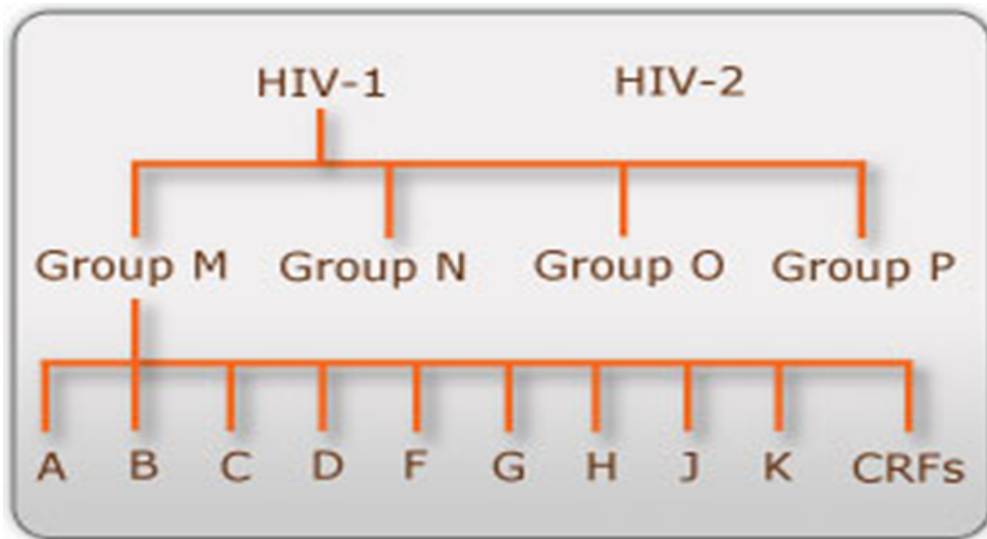 HIV-1 HIV-2
Group M Group N Group O Group P
A B C D F G H J K CRFs